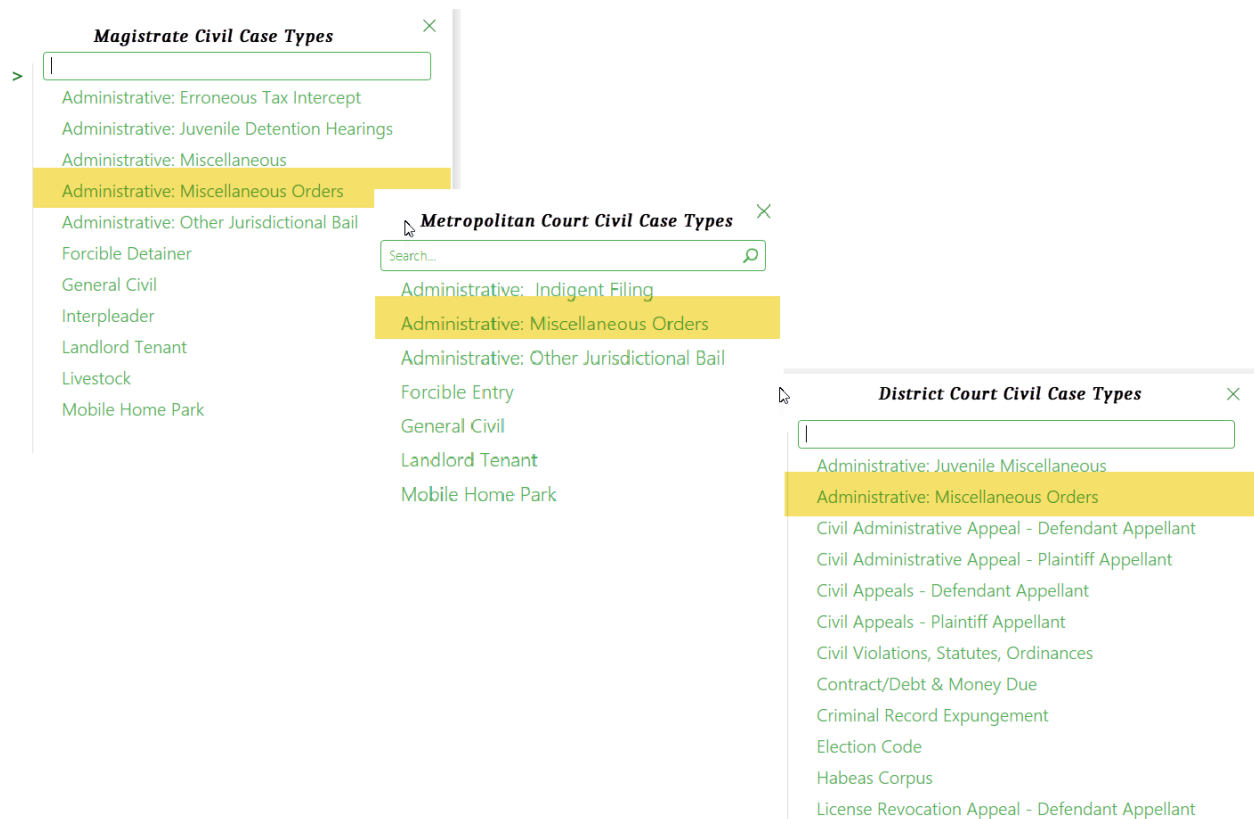 Magistrate Civil Case Types
Administrative: Erroneous Tax Intercept
Administrative: Juvenile Detention Hearings
Administrative: Miscellaneous
Administrative: Miscellaneous Orders
Administrative: Other Jurisdictional Bail
Forcible Detainer
General Civil
Interpleader
Landlord Tenant
Livestock
Mobile Home Park
Metropolitan Court Civil Case Types
Search...
Administrative: Indigent Filing
Administrative: Miscellaneous Orders
Administrative: Other Jurisdictional Bail
Forcible Entry
General Civil
Landlord Tenant
Mobile Home Park
District Court Civil Case Types
Administrative: Juvenile Miscellaneous
Administrative: Miscellaneous Orders
Civil Administrative Appeal - Defendant Appellant
Civil Administrative Appeal - Plaintiff Appellant
Civil Appeals - Defendant Appellant
Civil Appeals - Plaintiff Appellant
Civil Violations, Statutes, Ordinances
Contract/Debt & Money Due
Criminal Record Expungement
Election Code
Habeas Corpus
License Revocation Appeal - Defendant Appellant